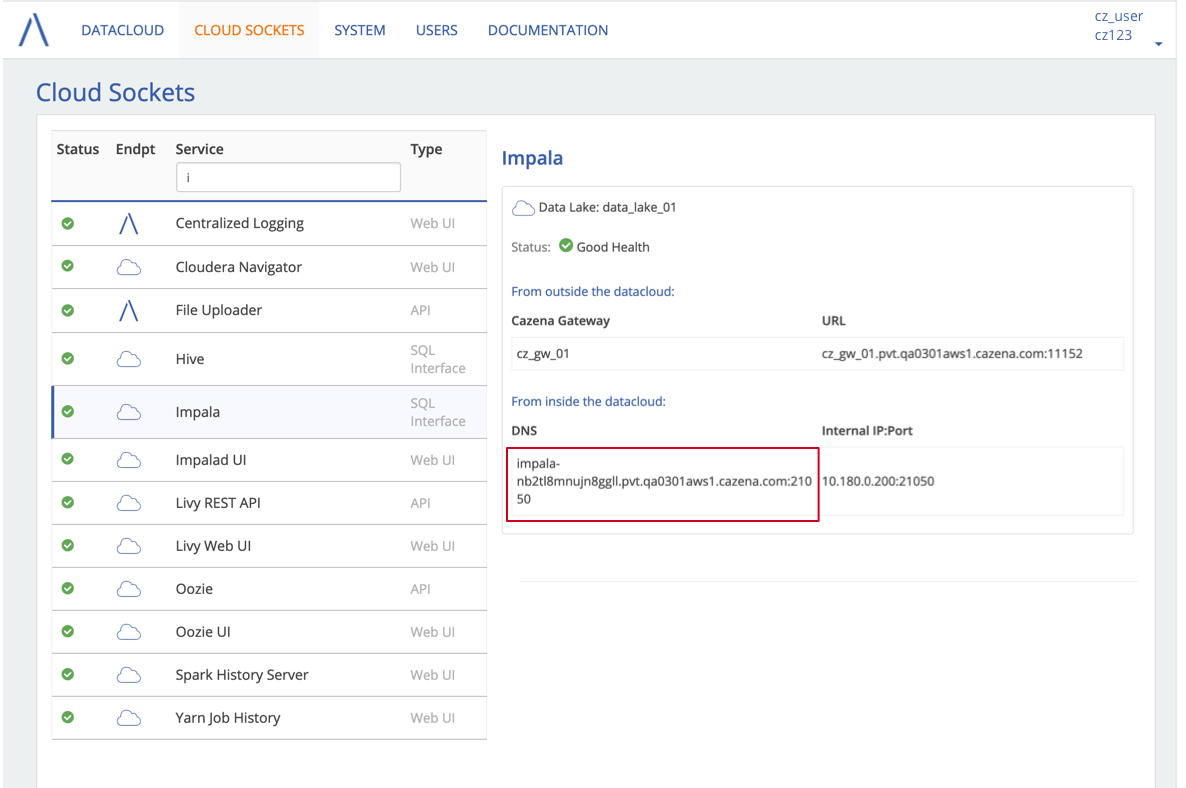 DATACLOUD CLOUD SOCKETS SYSTEM USERS DOCUMENTATION
cz_user
cz123
Cloud Sockets
Status Endpt Service Type
i
Centralized Logging Web UI
Cloudera Navigator Web UI
File Uploader API
Hive SQL
Interface
Impala SQL
Interface
Impalad UI Web UI
Livy REST API API
Livy Web UI Web UI
Oozie API
Oozie UI Web UI
Spark History Server Web UI
Yarn Job History Web UI
Impala
Data Lake: data_lake_01
Status: Good Health
From outside the datacloud:
Cazena Gateway URL
cz_gw_01 cz_gw_01.pvt.qa0301aws1.cazena.com:11152
From inside the datacloud:
DNS Internal IP:Port
impala-
nb2tl8mnujn8ggll.pvt.qa0301aws1.cazena.com:210 10.180.0.200:21050
50